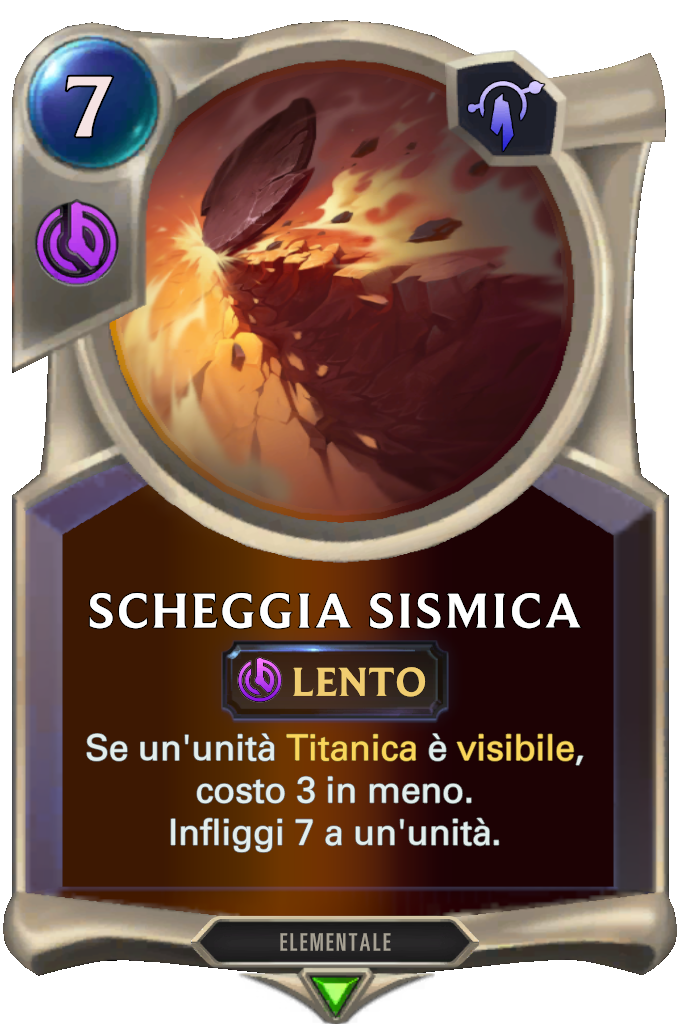 7
SCHEGGIA SISMICA
LENTO
Se un'unità Titanica è visibile,
costo 3 in meno.
Infliggi 7 a un'unità.
ELEMENTALE